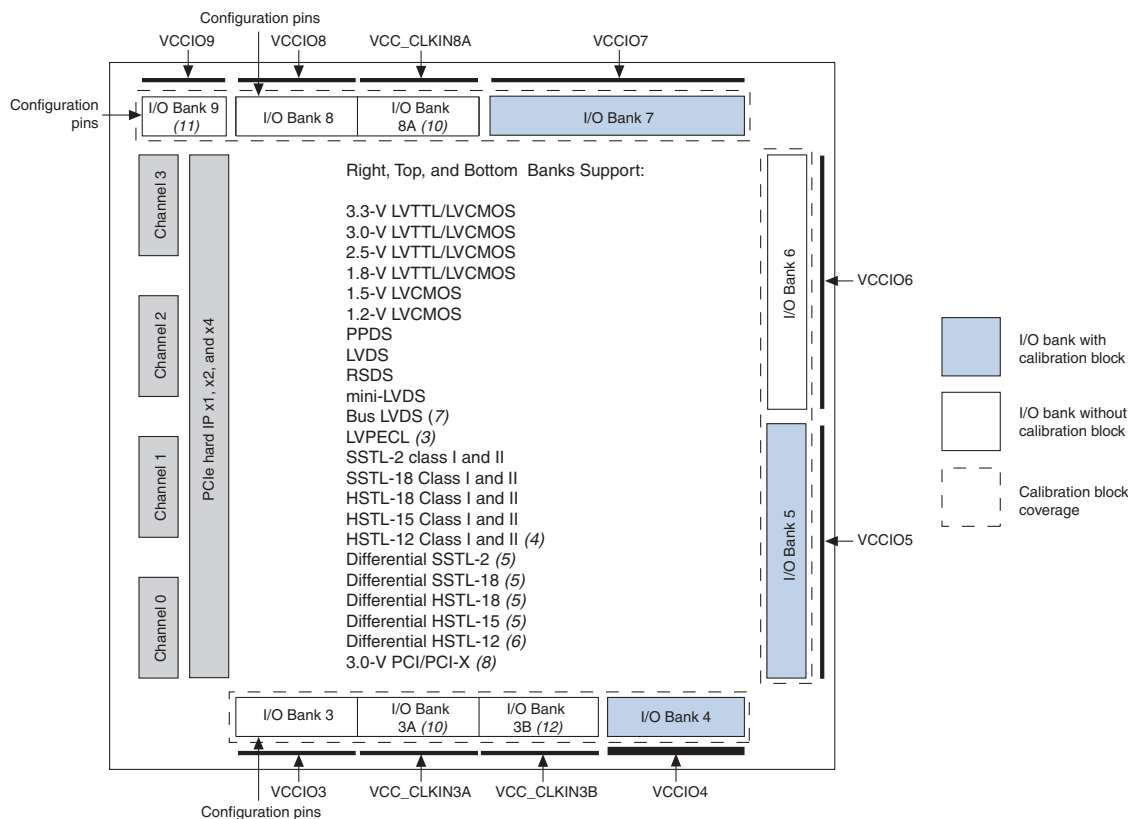 Configuration pins
VCCIO9
VCCIO8
VCC_CLKIN8A
VCCIO7
Configuration
pins
I/O Bank 9
(11)
I/O Bank 8
I/O Bank
8A (10)
I/O Bank 7
Channel 3
Channel 2
Channel 1
Channel 0
PCIe hard IP x1, x2, and x4
Right, Top, and Bottom Banks Support:
3.3-V LVTTL/LVCMOS
3.0-V LVTTL/LVCMOS
2.5-V LVTTL/LVCMOS
1.8-V LVTTL/LVCMOS
1.5-V LVCMOS
1.2-V LVCMOS
PPDS
LVDS
RSDS
mini-LVDS
Bus LVDS (7)
LVPECL (3)
SSTL-2 class I and II
SSTL-18 Class I and II
HSTL-18 Class I and II
HSTL-15 Class I and II
HSTL-12 Class I and II (4)
Differential SSTL-2 (5)
Differential SSTL-18 (5)
Differential HSTL-18 (5)
Differential HSTL-15 (5)
Differential HSTL-12 (6)
3.0-V PCI/PCI-X (8)
I/O Bank 6
VCCIO6
I/O Bank 5
VCCIO5
I/O bank with
calibration block
I/O bank without
calibration block
Calibration block
coverage
I/O Bank 3
I/O Bank
3A (10)
I/O Bank
3B (12)
I/O Bank 4
VCCIO3
VCC_CLKIN3A
VCC_CLKIN3B
VCCIO4
Configuration pins